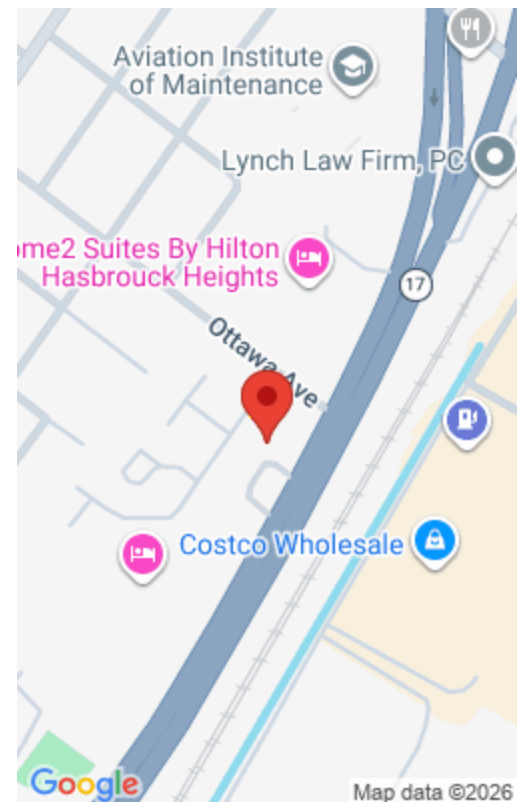 Aviation Institute
of Maintenance
Lynch Law Firm, PC
ome2 Suites By Hilton
Hasbrouck Heights
17
Ottawa Ave
Costco Wholesale
Google
Map data ©2026